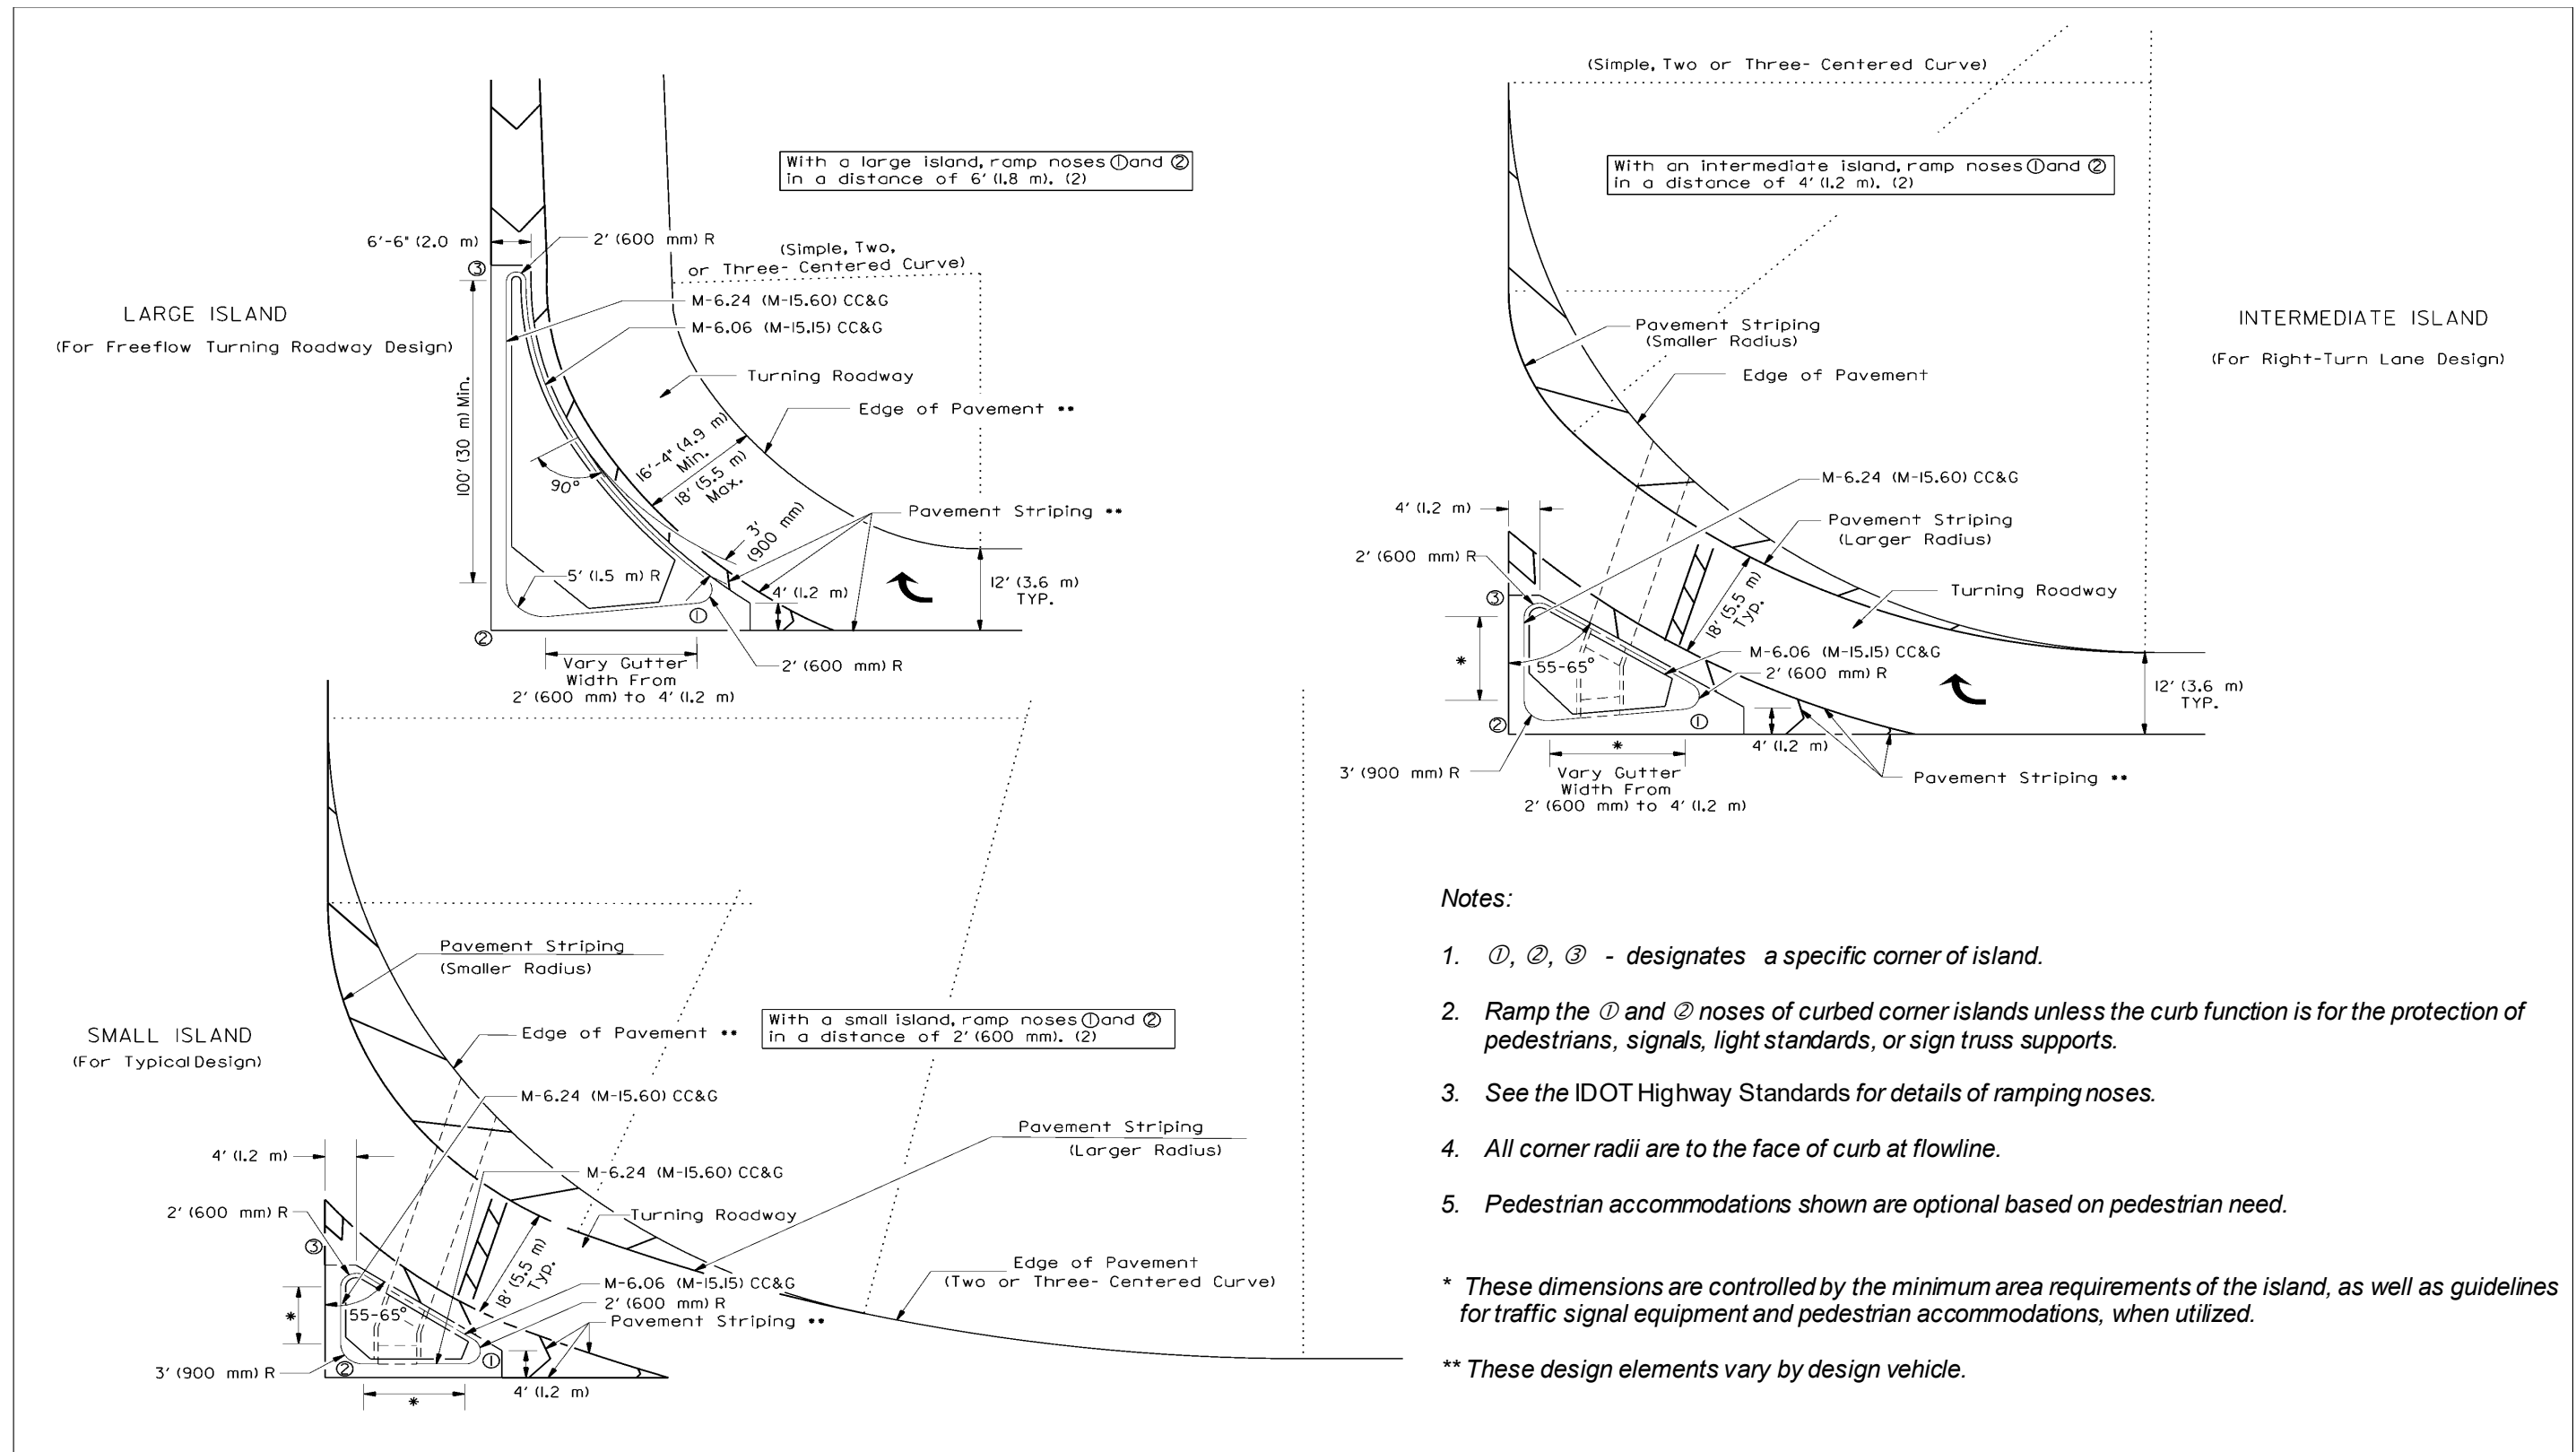 With a large island, ramp noses ① and ②
in a distance of 6' (1.8 m). (2)
6'-6" (2.0 m)
2' (600 mm) R
(Simple, Two,
or Three- Centered Curve)
③
M-6.24 (M-15.60) CC&G
M-6.06 (M-15.15) CC&G
LARGE ISLAND
(For Freeflow Turning Roadway Design)
100' (30 m) Min.
Turning Roadway
Edge of Pavement **
16'-4" (4.9 m)
Min.
18' (5.5 m)
Max.
90°
3'
(900 mm)
Pavement Striping **
5' (1.5 m) R
4' (1.2 m)
12' (3.6 m)
TYP.
①
②
2' (600 mm) R
Vary Gutter
Width From
2' (600 mm) to 4' (1.2 m)
(Simple, Two or Three- Centered Curve)
With an intermediate island, ramp noses ① and ②
in a distance of 4' (1.2 m). (2)
INTERMEDIATE ISLAND
(For Right-Turn Lane Design)
Pavement Striping
(Smaller Radius)
Edge of Pavement
M-6.24 (M-15.60) CC&G
4' (1.2 m)
Pavement Striping
(Larger Radius)
2' (600 mm) R
③
Turning Roadway
18' (5.5 m)
Typ.
*
55-65°
M-6.06 (M-15.15) CC&G
2' (600 mm) R
12' (3.6 m)
TYP.
②
①
*
4' (1.2 m)
3' (900 mm) R
Vary Gutter
Width From
2' (600 mm) to 4' (1.2 m)
Pavement Striping **
Pavement Striping
(Smaller Radius)
SMALL ISLAND
(For Typical Design)
Edge of Pavement **
With a small island, ramp noses ① and ②
in a distance of 2' (600 mm). (2)
M-6.24 (M-15.60) CC&G
Pavement Striping
(Larger Radius)
4' (1.2 m)
M-6.24 (M-15.60) CC&G
2' (600 mm) R
Turning Roadway
③
18' (5.5 m)
Typ.
Edge of Pavement
(Two or Three- Centered Curve)
M-6.06 (M-15.15) CC&G
*
55-65°
2' (600 mm) R
Pavement Striping **
3' (900 mm) R
②
①
*
4' (1.2 m)
Notes:
1. ①, ②, ③ - designates a specific corner of island.
2. Ramp the ① and ② noses of curbed corner islands unless the curb function is for the protection of
pedestrians, signals, light standards, or sign truss supports.
3. See the IDOT Highway Standards for details of ramping noses.
4. All corner radii are to the face of curb at flowline.
5. Pedestrian accommodations shown are optional based on pedestrian need.
* These dimensions are controlled by the minimum area requirements of the island, as well as guidelines
for traffic signal equipment and pedestrian accommodations, when utilized.
** These design elements vary by design vehicle.